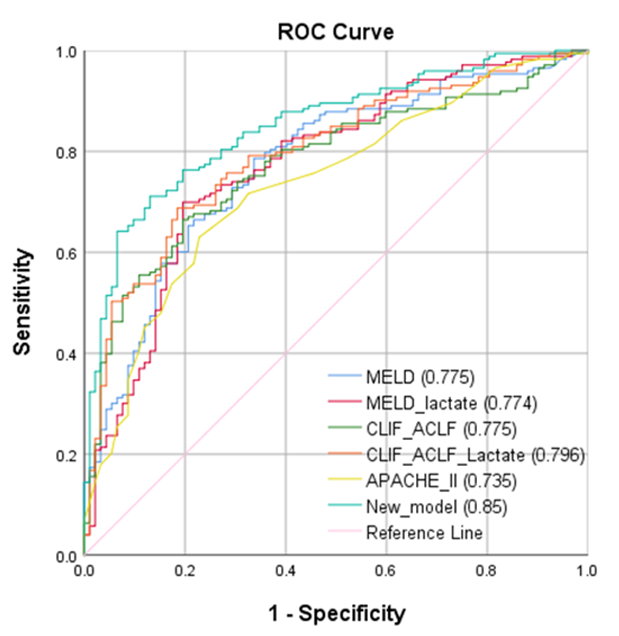 ROC Curve
1.0
0.8
0.6
0.4
0.2
0.0
Sensitivity
MELD (0.775)
MELD_lactate (0.774)
CLIF_ACLF (0.775)
CLIF_ACLF_Lactate (0.796)
APACHE_II (0.735)
New_model (0.85)
Reference Line
0.0 0.2 0.4 0.6 0.8 1.0
1 - Specificity